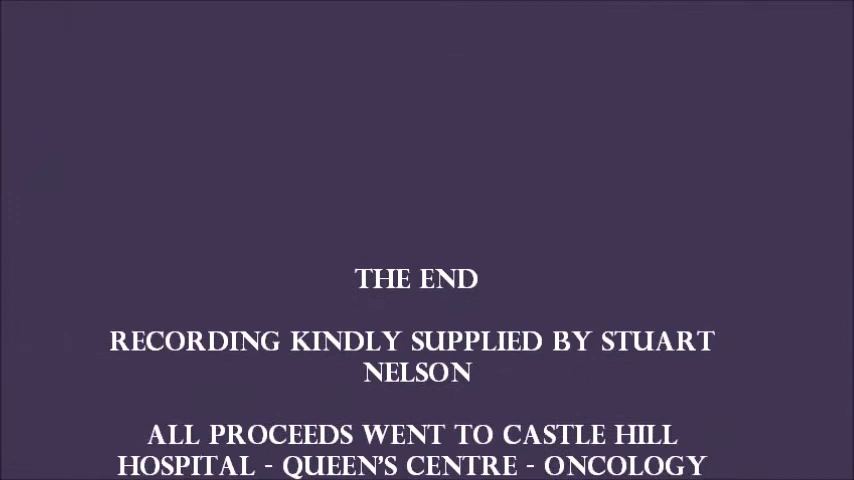 THE END
RECORDING KINDLY SUPPLIED BY STUART
NELSON
ALL PROCEEDS WENT TO CASTLE HILL
HOSPITAL - QUEEN'S CENTRE - ONCOLOGY